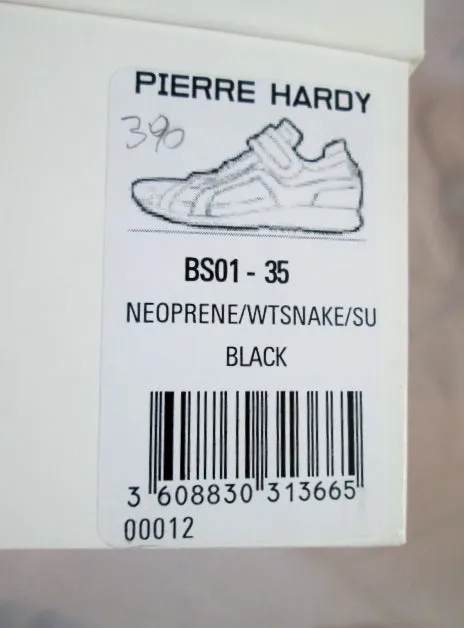 PIERRE HARDY
390
BS01 - 35
NEOPRENE/WTSNAKE/SU
BLACK
3 608830 313665
00012